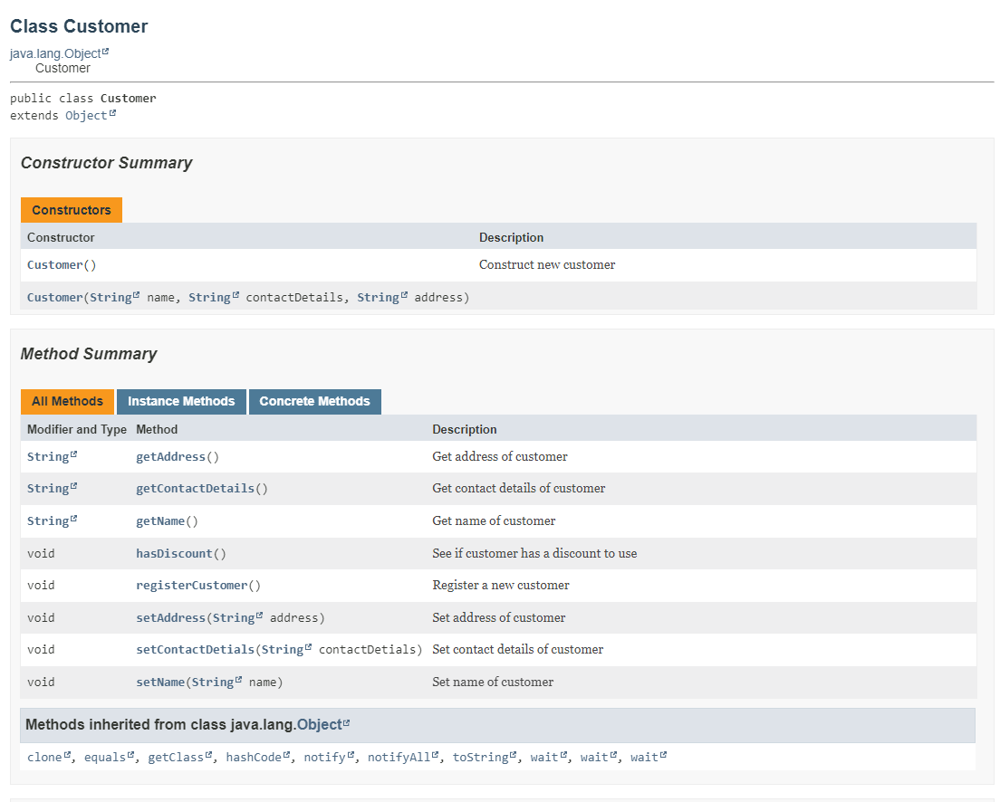 Class Customer
java.lang.Object
Customer
public class Customer
extends Object
Constructor Summary
Constructors
Constructor Description
Customer() Construct new customer
Customer(String name, String contactDetails, String address)
Method Summary
All Methods Instance Methods Concrete Methods
Modifier and Type Method Description
String getAddress() Get address of customer
String getContactDetails() Get contact details of customer
String getName() Get name of customer
void hasDiscount() See if customer has a discount to use
void registerCustomer() Register a new customer
void setAddress(String address) Set address of customer
void setContactDetials(String contactDetials) Set contact details of customer
void setName(String name) Set name of customer
Methods inherited from class java.lang.Object
clone, equals, getClass, hashCode, notify, notifyAll, toString, wait, wait, wait